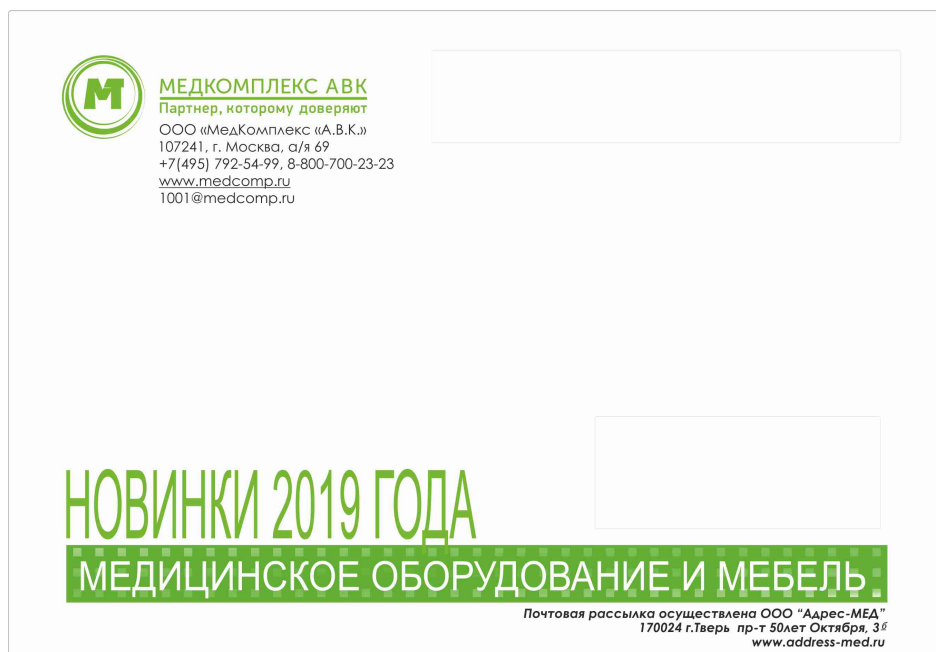 М
МЕДКОМПЛЕКС АВК
Партнер, которому доверяют
ООО «МедКомплекс «А.В.К.»
107241, г. Москва, а/я 69
+7(495) 792-54-99, 8-800-700-23-23
www.medcomp.ru
1001@medcomp.ru
НОВИНКИ 2019 ГОДА
МЕДИЦИНСКОЕ ОБОРУДОВАНИЕ И МЕБЕЛЬ
Почтовая рассылка осуществлена ООО "Адрес-МЕД"
170024 г.Тверь пр-т 50лет Октября, 3б
www.address-med.ru